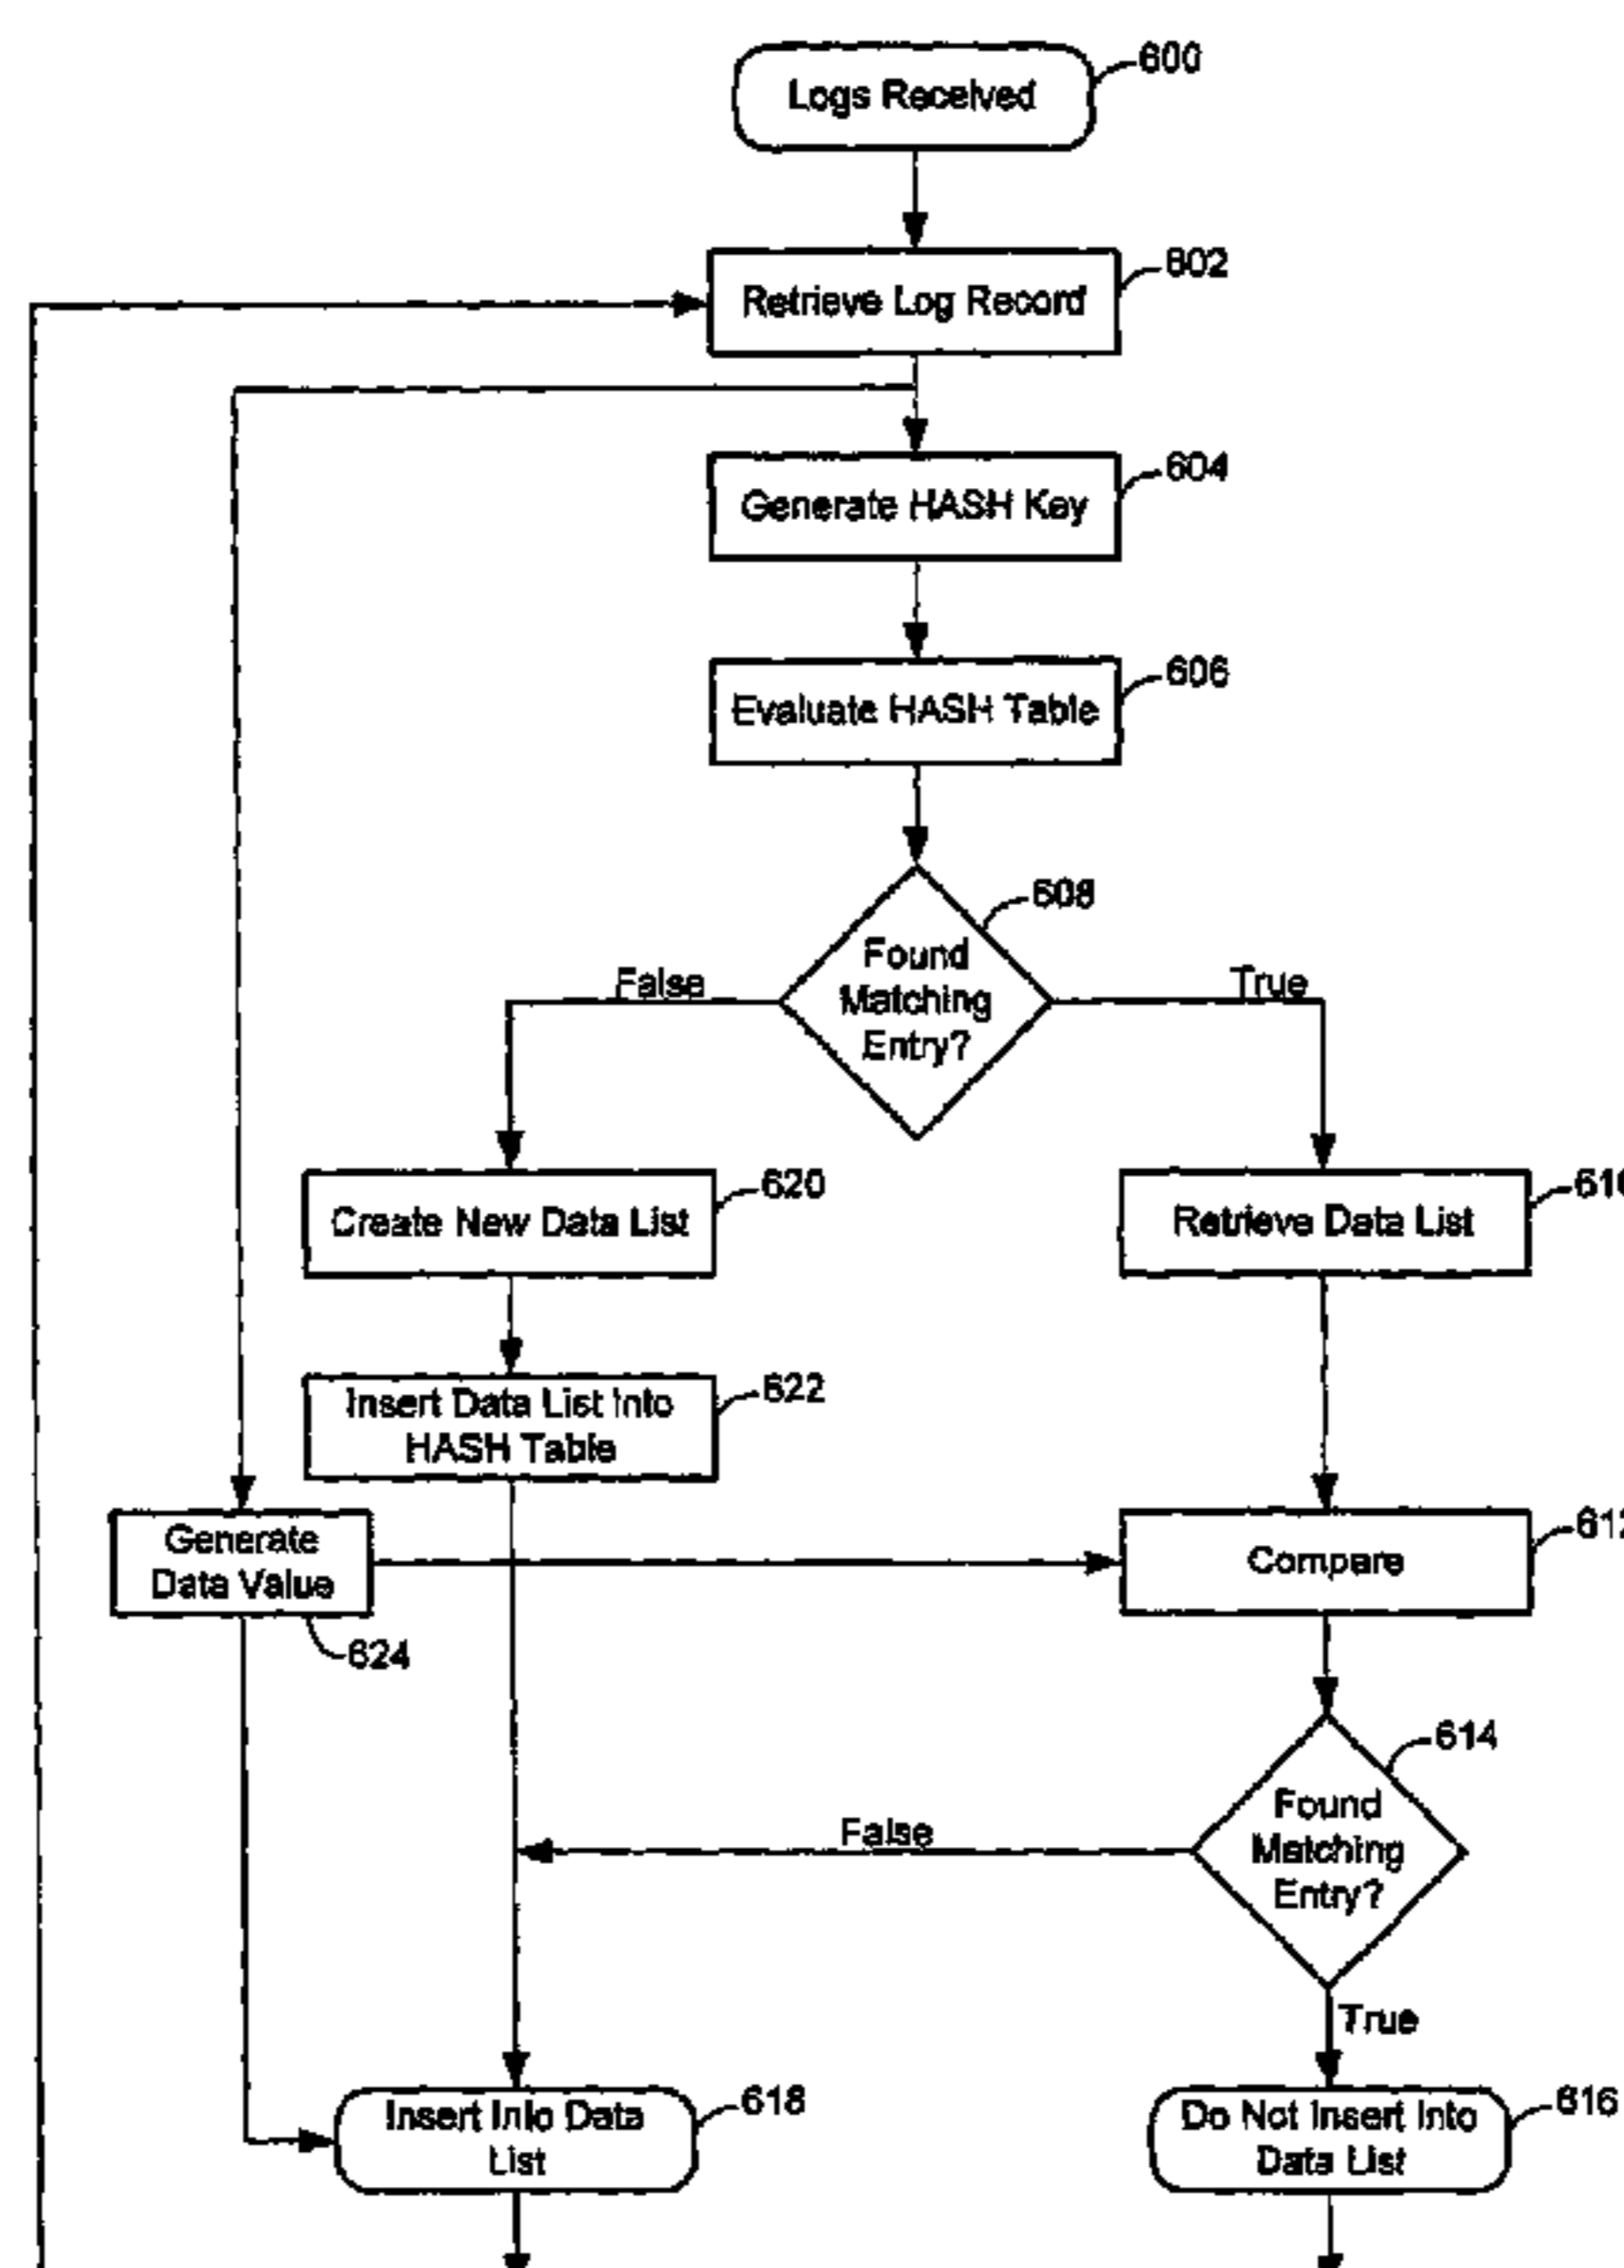 600
Logs Received
602
Retrieve Log Record
604
Generate HASH Key
606
Evaluate HASH Table
608
Found
Matching
Entry?
False
True
620
Create New Data List
Retrieve Data List
622
Insert Data List Into
HASH Table
Generate
Data Value
624
Compare
614
Found
Matching
Entry?
False
True
618
Insert Into Data
List
616
Do Not Insert Into
Data List